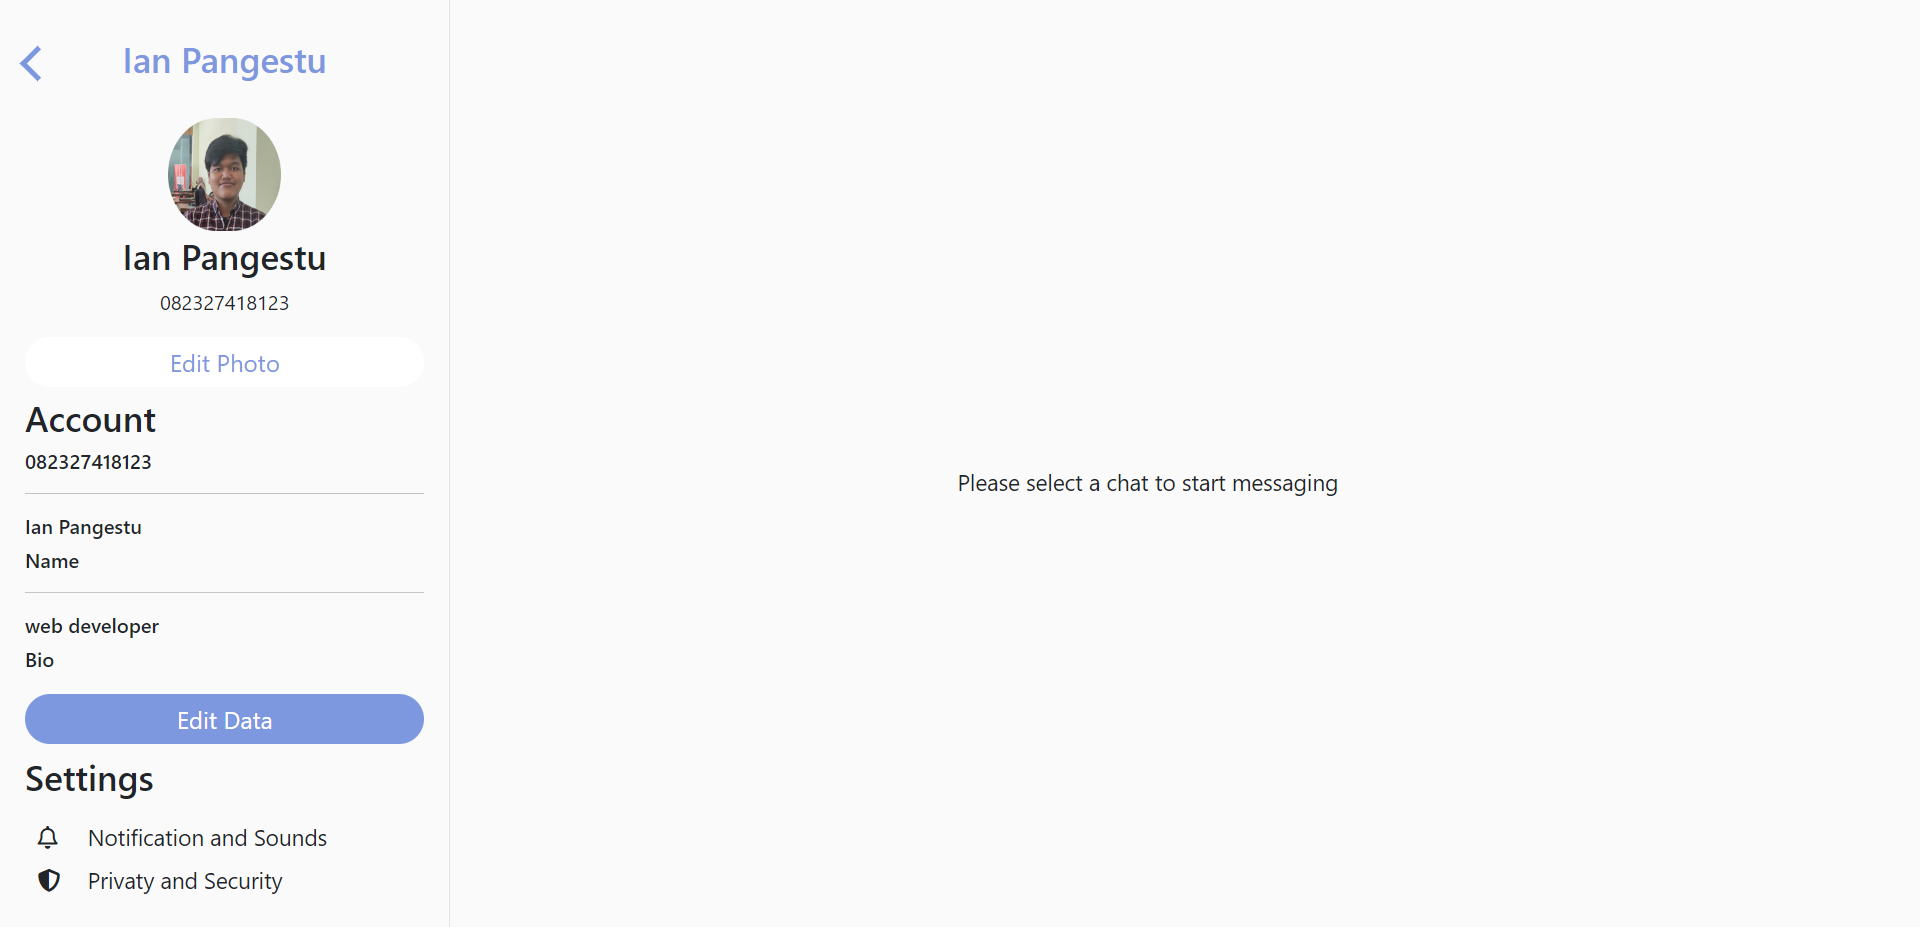 Ian Pangestu
Ian Pangestu
082327418123
Edit Photo
Account
082327418123
Ian Pangestu
Name
web developer
Bio
Edit Data
Settings
Notification and Sounds
Privaty and Security
Please select a chat to start messaging